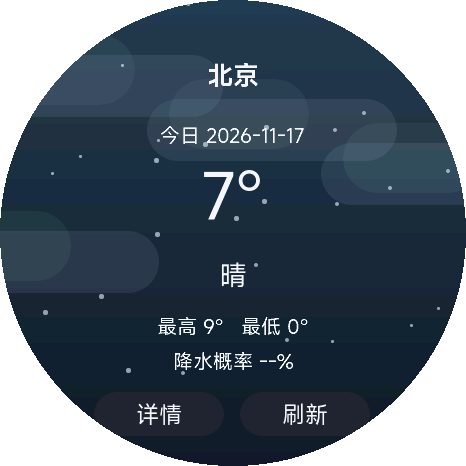 北京
今日 2026-11-17
7°
晴
最高 9° 最低 0°
降水概率 --%
详情 刷新